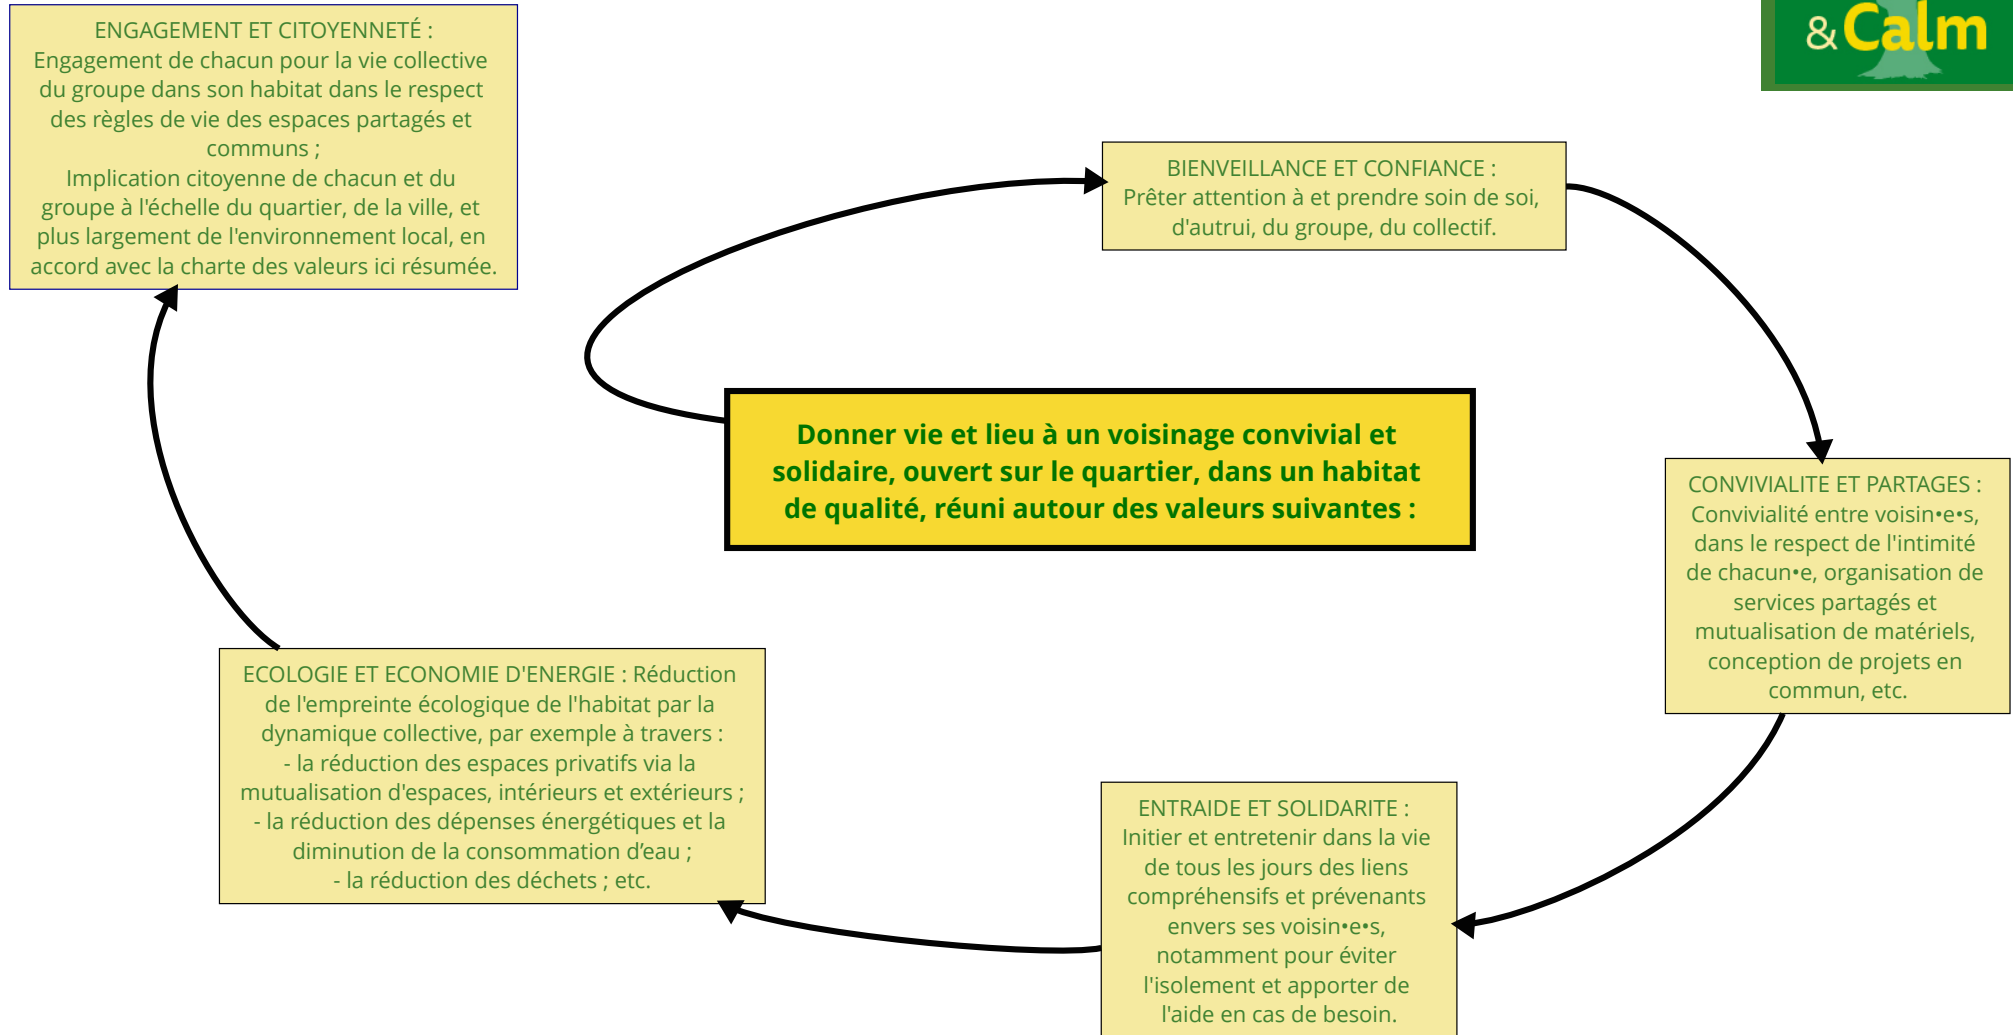 &Calm
ENGAGEMENT ET CITOYENNETÉ :
Engagement de chacun pour la vie collective
du groupe dans son habitat dans le respect
des règles de vie des espaces partagés et
communs ;
Implication citoyenne de chacun et du
groupe à l'échelle du quartier, de la ville, et
plus largement de l'environnement local, en
accord avec la charte des valeurs ici résumée.
BIENVEILLANCE ET CONFIANCE :
Prêter attention à et prendre soin de soi,
d'autrui, du groupe, du collectif.
Donner vie et lieu à un voisinage convivial et
solidaire, ouvert sur le quartier, dans un habitat
de qualité, réuni autour des valeurs suivantes :
CONVIVIALITE ET PARTAGES :
Convivialité entre voisin•e•s,
dans le respect de l'intimité
de chacun•e, organisation de
services partagés et
mutualisation de matériels,
conception de projets en
commun, etc.
ECOLOGIE ET ECONOMIE D'ENERGIE : Réduction
de l'empreinte écologique de l'habitat par la
dynamique collective, par exemple à travers :
- la réduction des espaces privatifs via la
mutualisation d'espaces, intérieurs et extérieurs ;
- la réduction des dépenses énergétiques et la
diminution de la consommation d’eau ;
- la réduction des déchets ; etc.
ENTRAIDE ET SOLIDARITE :
Initier et entretenir dans la vie
de tous les jours des liens
compréhensifs et prévenants
envers ses voisin•e•s,
notamment pour éviter
l'isolement et apporter de
l'aide en cas de besoin.